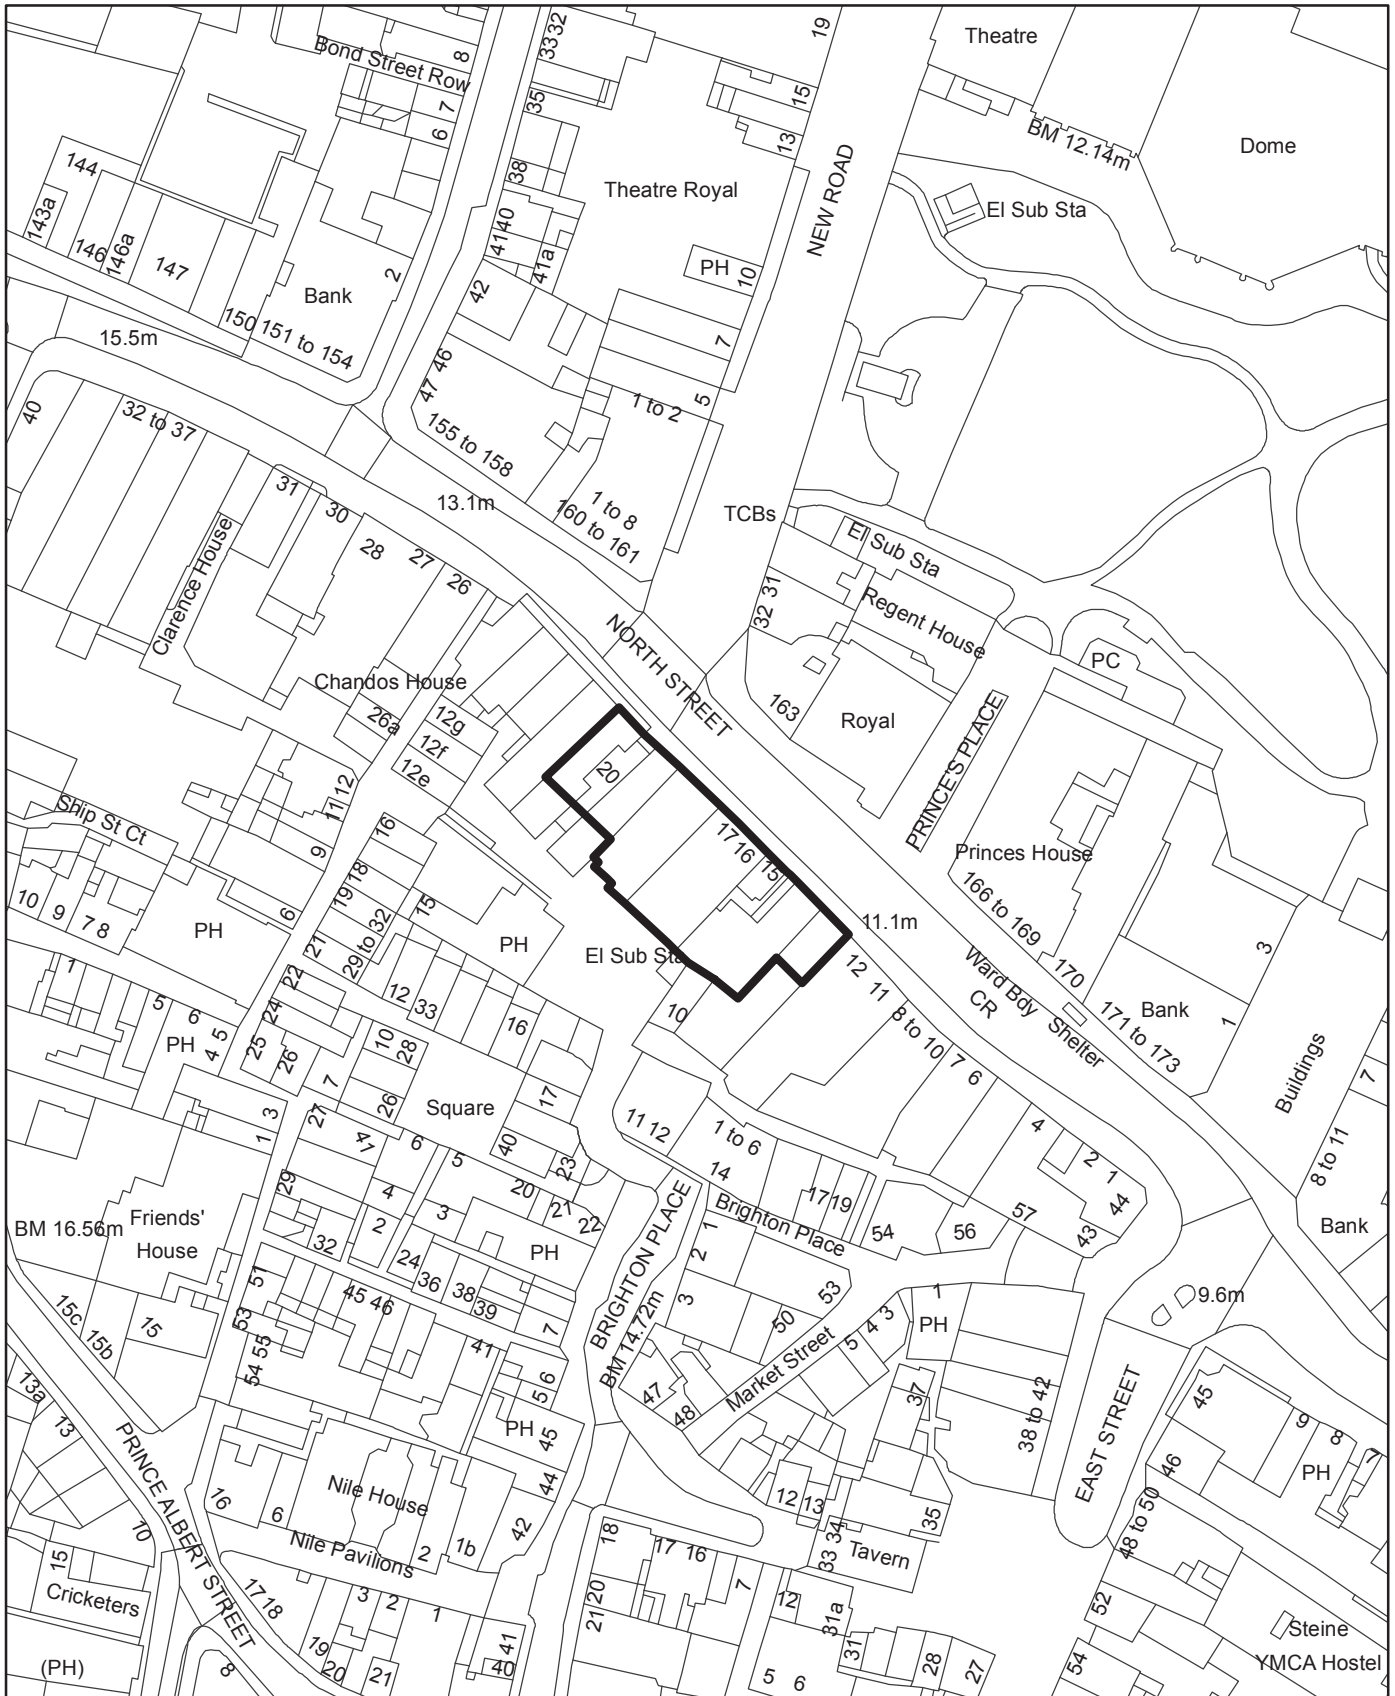 Bond Street Row
8
7
6
33 32
35
38
41 40
41a
42
19
15
13
Theatre
BM 12.14m
Dome
144
143a
146
146a
147
150
151 to 154
Bank
2
Theatre Royal
PH
10
NEW ROAD
El Sub Sta
15.5m
7
5
1 to 2
47 46
155 to 158
1 to 8
160 to 161
40
32 to 37
31
30
28
27
26
13.1m
TCBs
El Sub Sta
Clarence House
32 31
Regent House
NORTH STREET
Chandos House
26a
12g
12f
12e
PC
163
Royal
PRINCE'S PLACE
20
17 16
15
Ship St Ct
11 12
16
9
18
19
Princes House
166 to 169
10
9
7 8
PH
6
21
29 to 32
15
PH
El Sub Sta
11.1m
12
11
8 to 10
7
6
Ward Bdy
CR
Shelter
170
171 to 173
Bank
3
1
Buildings
1
5
6
PH
4 5
22
24
25
26
12
33
16
10
28
10
7
27
26
Square
17
40
23
11 12
1 to 6
14
17 19
4
2
1
44
43
57
56
54
7
8 to 11
Bank
3
1
41
6
5
29
4
2
3
32
24
36
38
39
20
21
22
PH
BM 16.56m
Friends'
House
BRIGHTON PLACE
BM 14.72m
Brighton Place
1
2
3
53
50
Market Street
5
4
3
1
PH
9.6m
15c
15b
15
51
53
54 55
45 46
41
7
6
5
PH
45
44
42
47
48
37
38 to 42
EAST STREET
45
9
8
7
PH
46
48 to 50
13a
13
PRINCE ALBERT STREET
16
6
Nile House
Nile Pavilions
2
1b
18
17
16
12
13
33 34
35
Tavern
10
15
Cricketers
(PH)
17 18
19
20
21
3
2
1
41
40
8
20
21
7
12
31a
31
5
6
28
27
52
54
Steine
YMCA Hostel